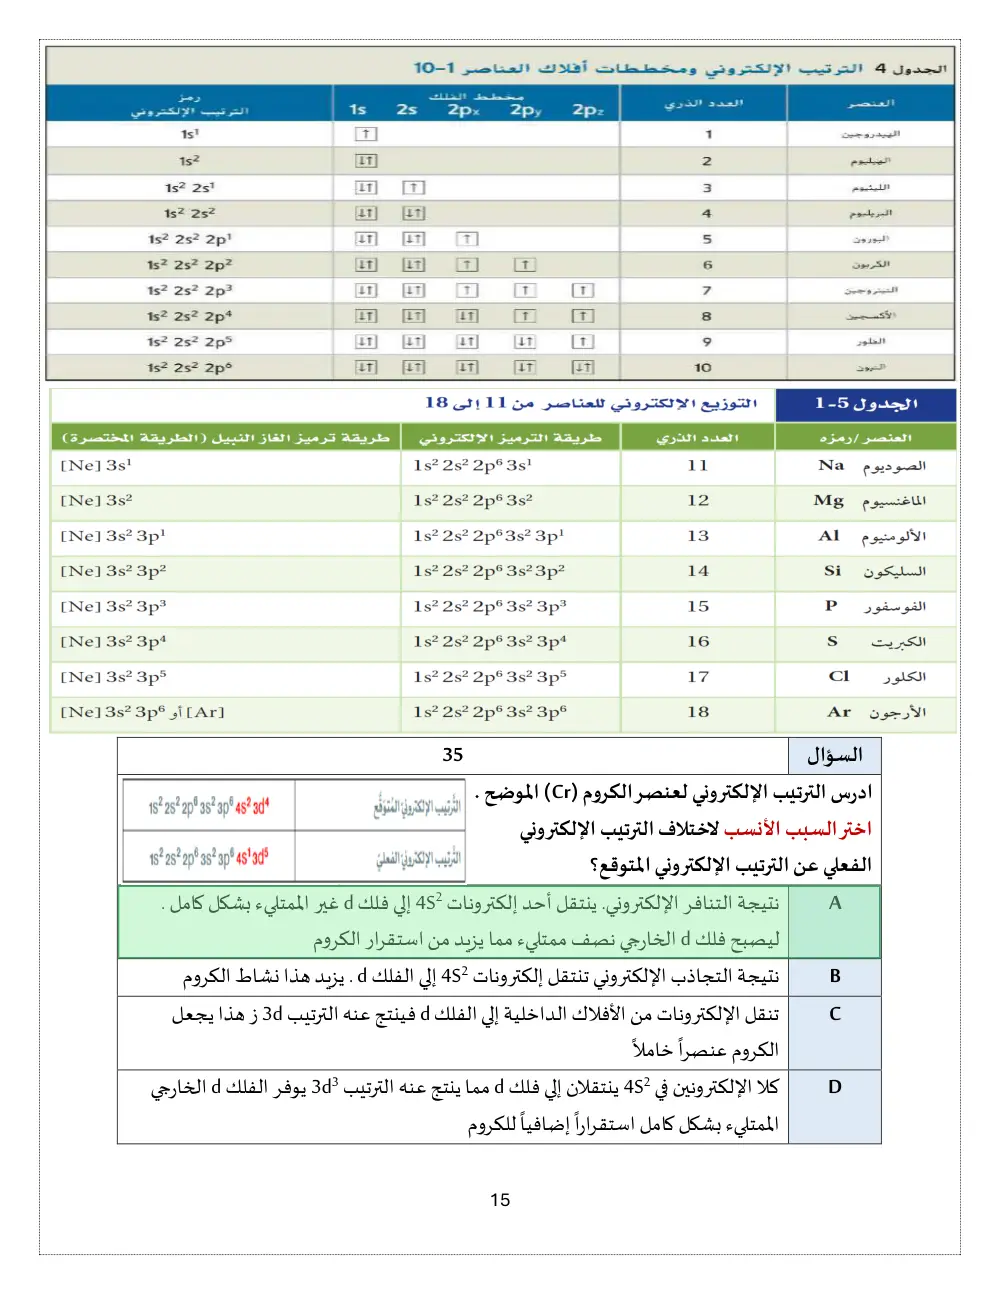 الجدول 4 الترتيب الإلكتروني ومخططات أفلاك العناصر 1-10
العنصر العدد الذري مخطط الفلك رمز
1s 2s 2pₓ 2pᵧ 2p_z الترتيب الإلكتروني
الهيدروجين 1 ↑ 1s¹
الهيليوم 2 ↓↑ 1s²
الليثيوم 3 ↓↑ ↑ 1s² 2s¹
البريليوم 4 ↓↑ ↓↑ 1s² 2s²
البورون 5 ↓↑ ↓↑ ↑ 1s² 2s² 2p¹
الكربون 6 ↓↑ ↓↑ ↑ ↑ 1s² 2s² 2p²
النيتروجين 7 ↓↑ ↓↑ ↑ ↑ ↑ 1s² 2s² 2p³
الأكسجين 8 ↓↑ ↓↑ ↓↑ ↑ ↑ 1s² 2s² 2p⁴
الفلور 9 ↓↑ ↓↑ ↓↑ ↓↑ ↑ 1s² 2s² 2p⁵
النيون 10 ↓↑ ↓↑ ↓↑ ↓↑ ↓↑ 1s² 2s² 2p⁶
الجدول 5-1 التوزيع الإلكتروني للعناصر من 11 إلى 18
العنصر/رمزه العدد الذري طريقة الترميز الإلكتروني طريقة ترميز الغاز النبيل (الطريقة المختصرة)
الصوديوم Na 11 1s² 2s² 2p⁶ 3s¹ [Ne] 3s¹
الماغنسيوم Mg 12 1s² 2s² 2p⁶ 3s² [Ne] 3s²
الألومنيوم Al 13 1s² 2s² 2p⁶ 3s² 3p¹ [Ne] 3s² 3p¹
السليكون Si 14 1s² 2s² 2p⁶ 3s² 3p² [Ne] 3s² 3p²
الفوسفور P 15 1s² 2s² 2p⁶ 3s² 3p³ [Ne] 3s² 3p³
الكبريت S 16 1s² 2s² 2p⁶ 3s² 3p⁴ [Ne] 3s² 3p⁴
الكلور Cl 17 1s² 2s² 2p⁶ 3s² 3p⁵ [Ne] 3s² 3p⁵
الأرجون Ar 18 1s² 2s² 2p⁶ 3s² 3p⁶ [Ar] أو [Ne] 3s² 3p⁶
السؤال 35
ادرس الترتيب الإلكتروني لعنصر الكروم (Cr) الموضح .
اختر السبب الأنسب لاختلاف الترتيب الإلكتروني
الفعلي عن الترتيب الإلكتروني المتوقع؟
التَّرتيب الإلكترونيّ المُتوَقَّع 1s² 2s² 2p⁶ 3s² 3p⁶ 4s² 3d⁴
التَّرتيب الإلكترونيّ الفعليّ 1s² 2s² 2p⁶ 3s² 3p⁶ 4s¹ 3d⁵
A نتيجة التنافر الإلكتروني. ينتقل أحد إلكترونات 4S² إلي فلك d غير الممتليء بشكل كامل .
ليصبح فلك d الخارجي نصف ممتليء مما يزيد من استقرار الكروم
B نتيجة التجاذب الإلكتروني تنتقل إلكترونات 4S² إلي الفلك d . يزيد هذا نشاط الكروم
C تنقل الإلكترونات من الأفلاك الداخلية إلي الفلك d فينتج عنه الترتيب 3d ز هذا يجعل
الكروم عنصراً خاملاً
D كلا الإلكترونين في 4S² ينتقلان إلي فلك d مما ينتج عنه الترتيب 3d³ يوفر الفلك d الخارجي
الممتليء بشكل كامل استقراراً إضافياً للكروم
15